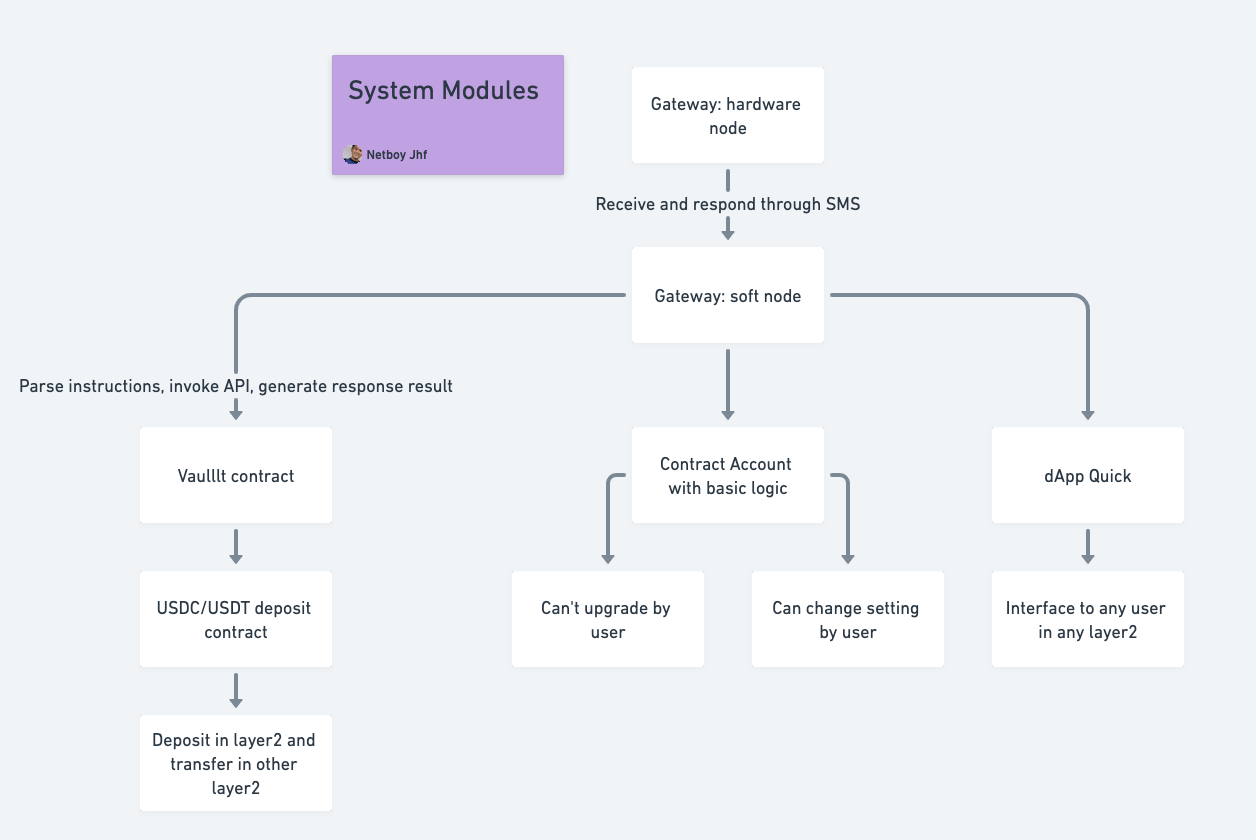 System Modules
Netboy Jhf
Gateway: hardware
node
Receive and respond through SMS
Gateway: soft node
Parse instructions, invoke API, generate response result
Vaulllt contract
Contract Account
with basic logic
dApp Quick
USDC/USDT deposit
contract
Can't upgrade by
user
Can change setting
by user
Interface to any user
in any layer2
Deposit in layer2 and
transfer in other
layer2